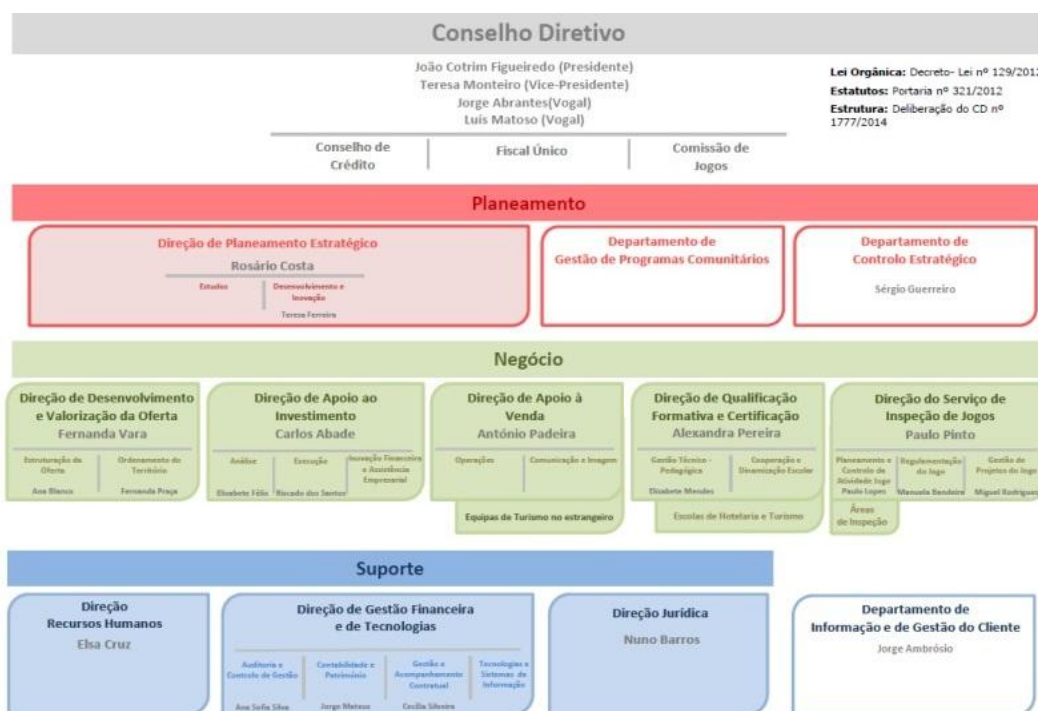 Conselho Diretivo
João Cotrim Figueiredo (Presidente)
Teresa Monteiro (Vice-Presidente)
Jorge Abrantes(Vogal)
Luís Matoso (Vogal)
Lei Orgânica: Decreto- Lei nº 129/2012
Estatutos: Portaria nº 321/2012
Estrutura: Deliberação do CD nº
1777/2014
Conselho de
Crédito
Fiscal Único
Comissão de
Jogos
Planeamento
Direção de Planeamento Estratégico
Rosário Costa
Estudos
Desenvolvimento e
Inovação
Teresa Ferreira
Departamento de
Gestão de Programas Comunitários
Departamento de
Controlo Estratégico
Sérgio Guerreiro
Negócio
Direção de Desenvolvimento
e Valorização da Oferta
Fernanda Vara
Estruturação da
Oferta
Ana Blanco
Ordenamento do
Território
Fernanda Praça
Direção de Apoio ao
Investimento
Carlos Abade
Análise
Elisabete Félix
Execução
Riscado dos Santos
Inovação Financeira
e Assistência
Empresarial
Direção de Apoio à
Venda
António Padeira
Operações
Comunicação e Imagem
Equipas de Turismo no estrangeiro
Direção de Qualificação
Formativa e Certificação
Alexandra Pereira
Gestão Técnico -
Pedagógica
Elisabete Mendes
Cooperação e
Dinamização Escolar
Escolas de Hotelaria e Turismo
Direção do Serviço de
Inspeção de Jogos
Paulo Pinto
Planeamento e
Controlo da
Atividade Jogo
Paulo Lopes
Regulamentação
do Jogo
Manuela Bandeira
Gestão de
Projetos do Jogo
Miguel Rodrigues
Áreas
de Inspeção
Suporte
Direção
Recursos Humanos
Elsa Cruz
Direção de Gestão Financeira
e de Tecnologias
Auditoria e
Controlo de Gestão
Ana Sofia Silva
Contabilidade e
Património
Jorge Mateus
Gestão e
Acompanhamento
Contratual
Cecília Silveira
Tecnologias e
Sistemas de
Informação
Direção Jurídica
Nuno Barros
Departamento de
Informação e de Gestão do Cliente
Jorge Ambrósio